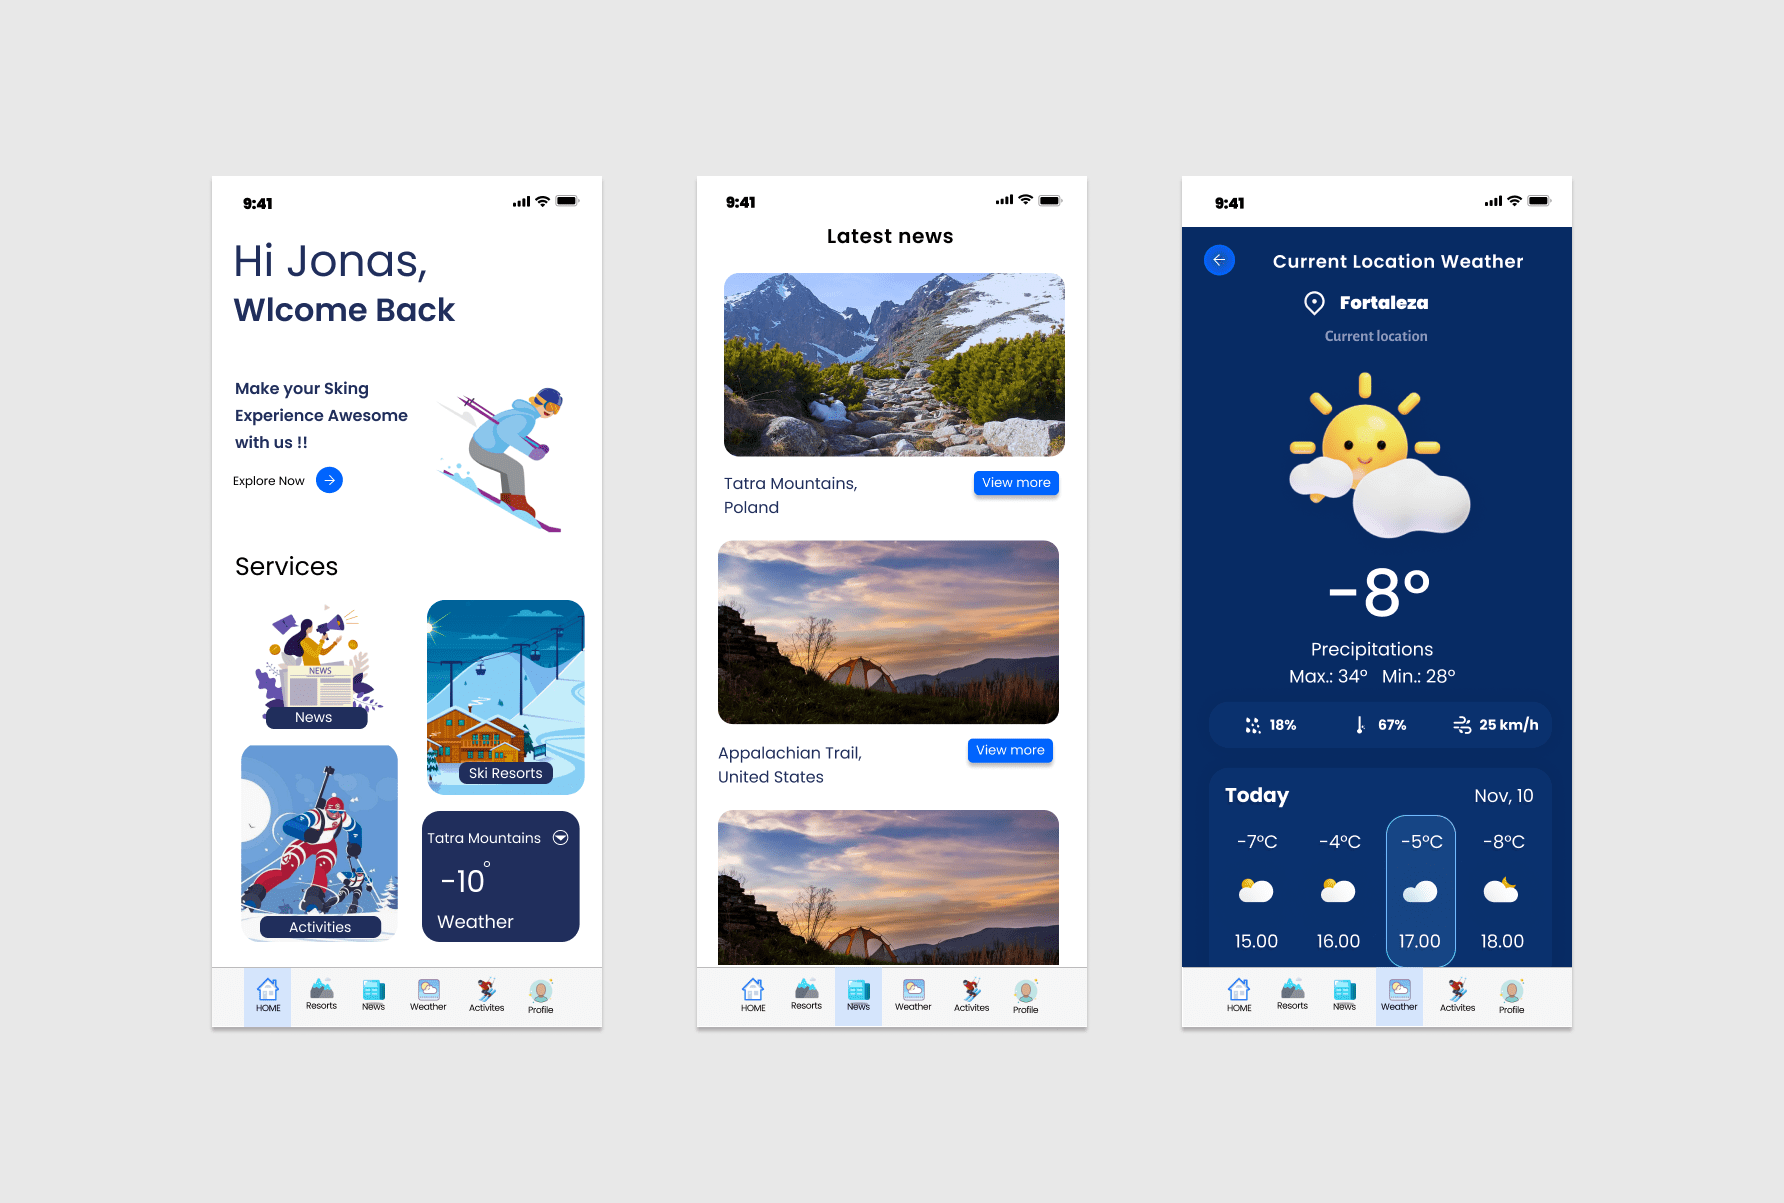 9:41
Hi Jonas,
Wlcome Back
Make your Sking
Experience Awesome
with us !!
Explore Now
Services
NEWS
News
Ski Resorts
Activities
Tatra Mountains
-10°
Weather
HOME
Resorts
News
Weather
Activites
Profile
9:41
Latest news
Tatra Mountains,
Poland
View more
Appalachian Trail,
United States
View more
HOME
Resorts
News
Weather
Activites
Profile
9:41
Current Location Weather
Fortaleza
Current location
-8º
Precipitations
Max.: 34º Min.: 28º
18% 67% 25 km/h
Today Nov, 10
-7ºC -4ºC -5ºC -8ºC
15.00 16.00 17.00 18.00
HOME
Resorts
News
Weather
Activites
Profile